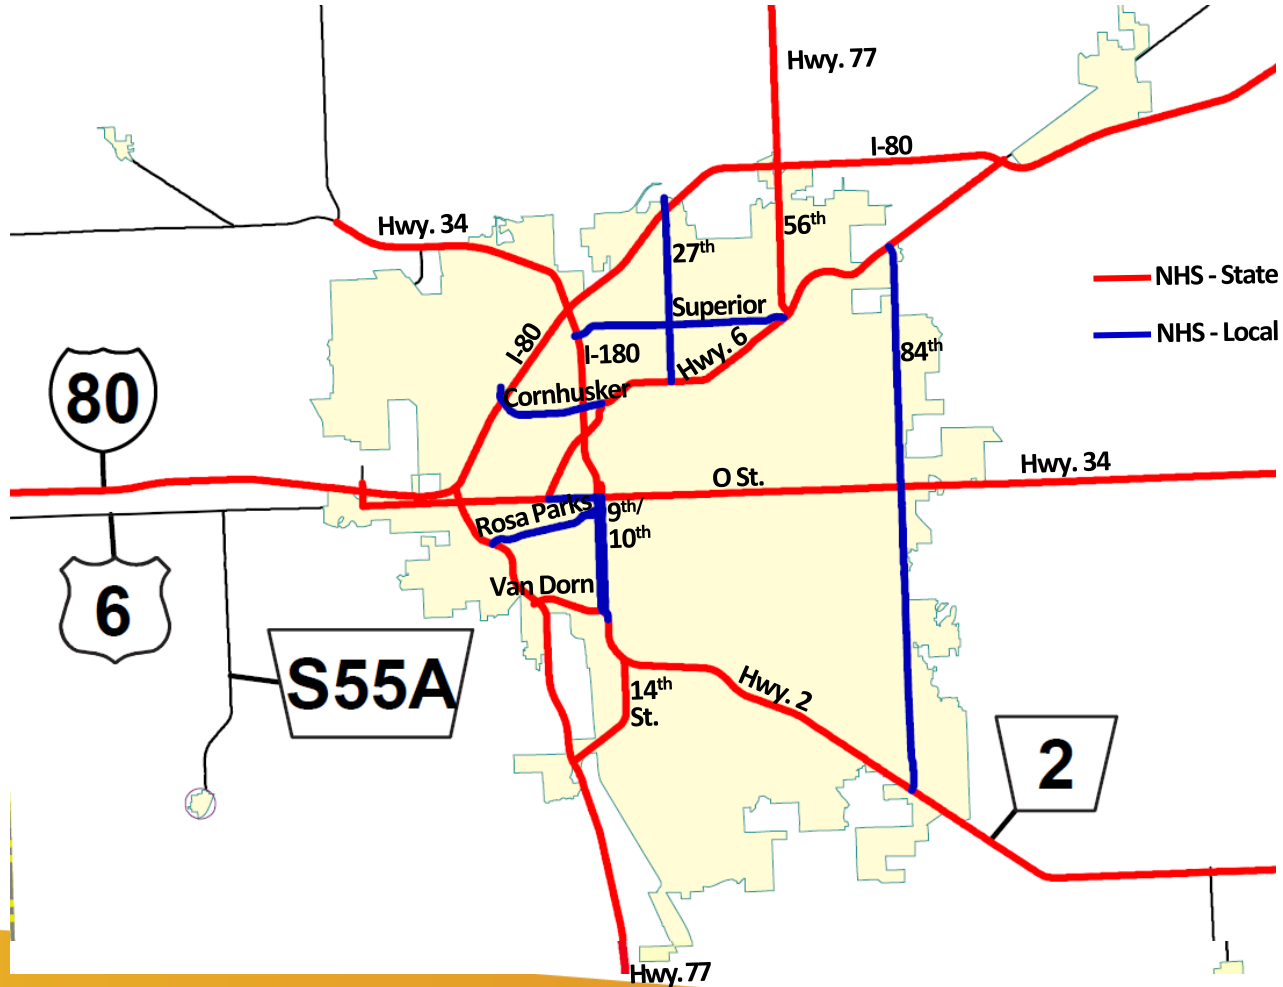 Hwy. 77
I-80
Hwy. 34
56th
27th
NHS - State
Superior
NHS - Local
I-80
I-180
Hwy. 6
84th
Cornhusker
80
Hwy. 34
O St.
Rosa Parks
9th/
10th
Van Dorn
6
S55A
14th
St.
Hwy. 2
2
Hwy. 77